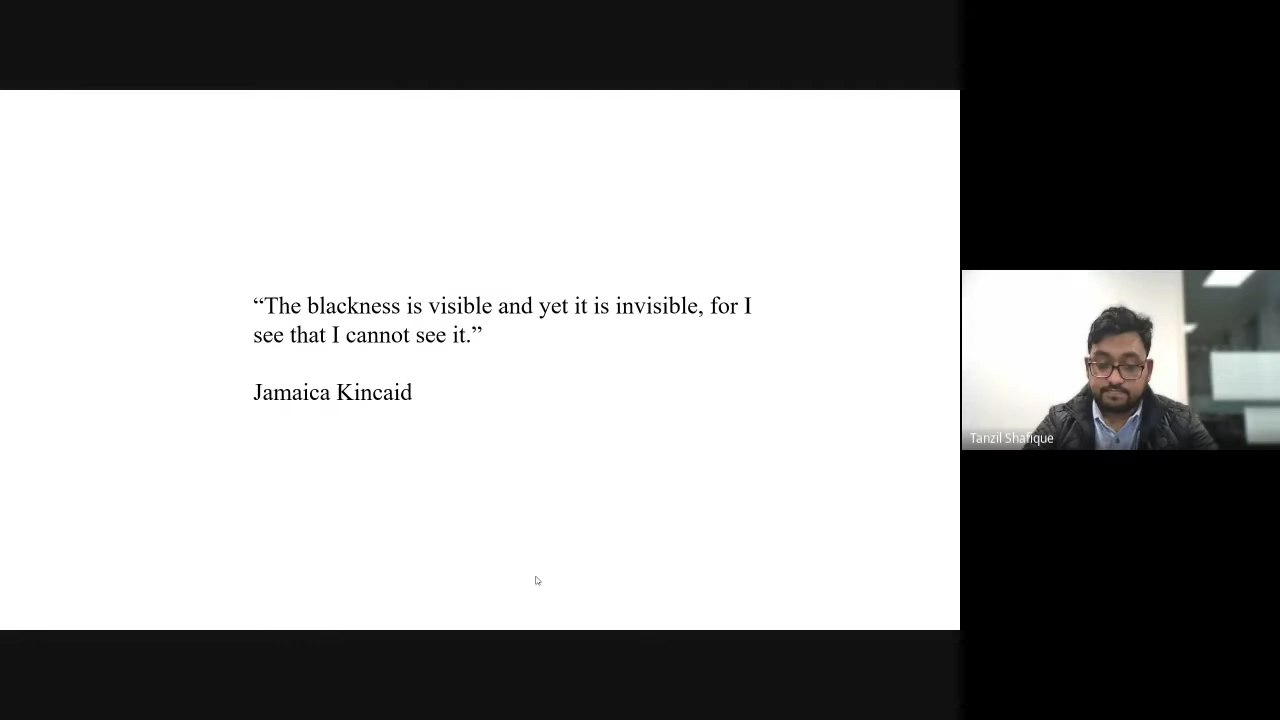 “The blackness is visible and yet it is invisible, for I
see that I cannot see it.”
Jamaica Kincaid
Tanzil Shafique